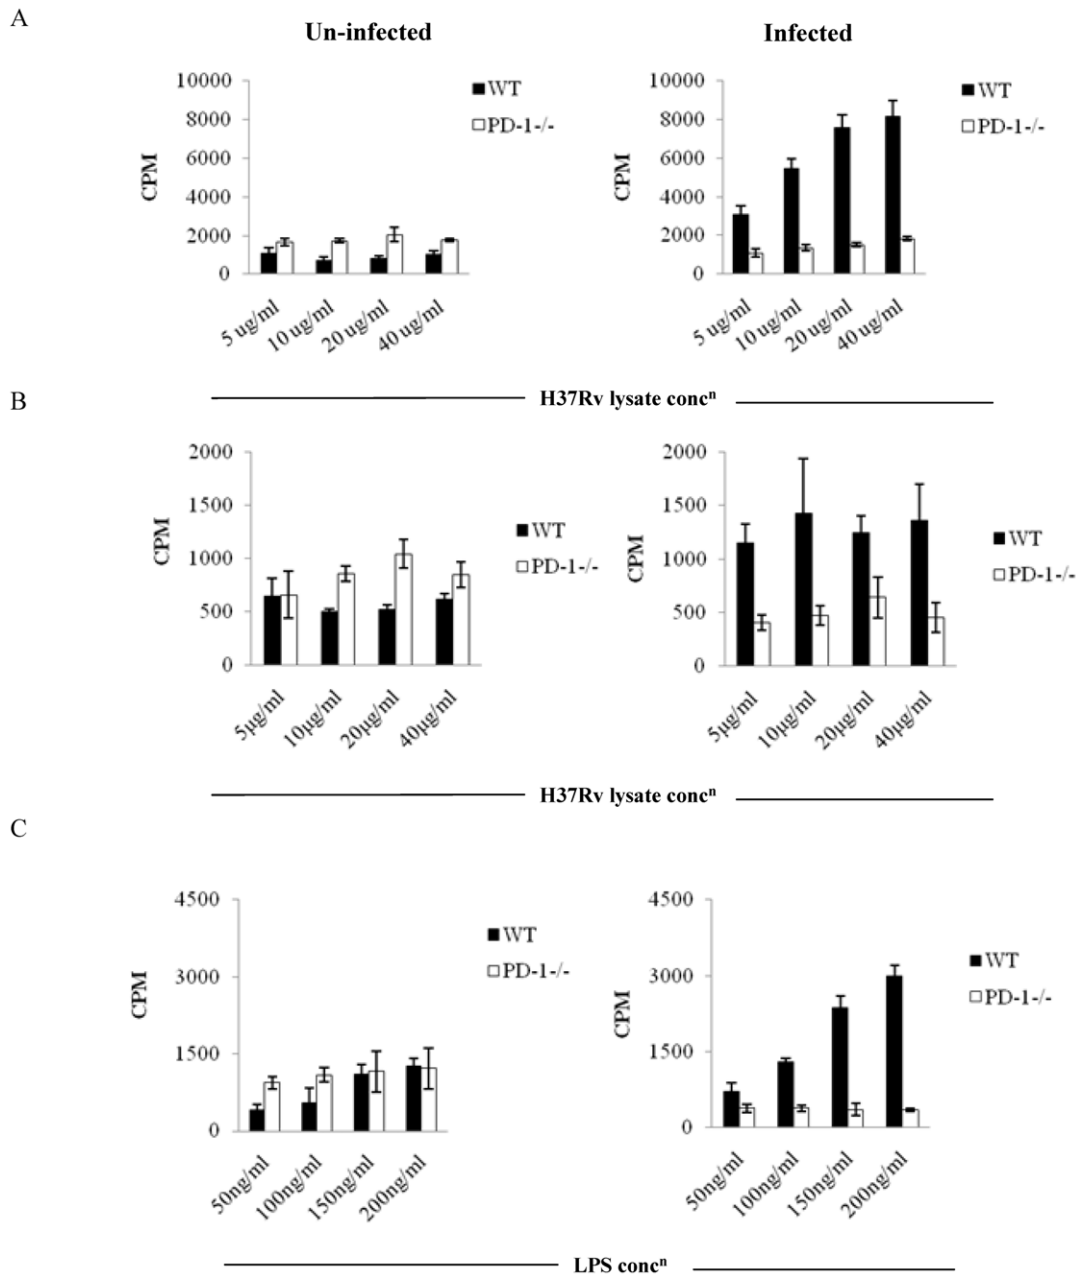 A
Un-infected
Infected
10000
8000
6000
4000
2000
0
CPM
WT
PD-1-/-
5 ug/ml
10 ug/ml
20 ug/ml
40 ug/ml
10000
8000
6000
4000
2000
0
CPM
WT
PD-1-/-
5 ug/ml
10 ug/ml
20 ug/ml
40 ug/ml
H37Rv lysate concⁿ
B
2000
1500
1000
500
0
CPM
WT
PD-1-/-
5μg/ml
10μg/ml
20μg/ml
40μg/ml
2000
1500
1000
500
0
CPM
WT
PD-1-/-
5μg/ml
10μg/ml
20μg/ml
40μg/ml
H37Rv lysate concⁿ
C
4500
3000
1500
0
CPM
WT
PD-1-/-
50ng/ml
100ng/ml
150ng/ml
200ng/ml
4500
3000
1500
0
CPM
WT
PD-1-/-
50ng/ml
100ng/ml
150ng/ml
200ng/ml
LPS concⁿ